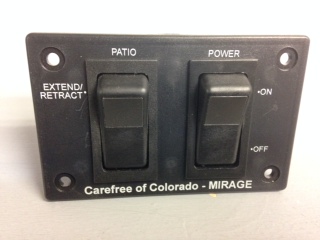 PATIO
POWER
EXTEND/
RETRACT
ON
OFF
Carefree of Colorado - MIRAGE